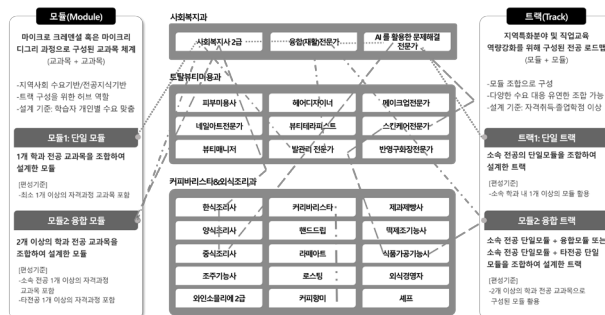 모듈(Module)
마이크로 크레덴셜 혹은 마이크리
디그리 과정으로 구성된 교과목 체계
(교과목 + 교과목)
-지역사회 수요기반/전공지식기반
-트랙 구성을 위한 허브 역할
-설계 기준: 학습자 개인별 수요 맞춤
모듈1: 단일 모듈
1개 학과 전공 교과목을 조합하여
설계한 모듈
[편성기준]
-최소 1개 이상의 자격과정 교과목 포함
모듈2: 융합 모듈
2개 이상의 학과 전공 교과목을
조합하여 설계한 모듈
[편성기준]
-소속 전공 1개 이상의 자격과정
교과목 포함
-타전공 1개 이상의 자격과정 포함
사회복지과
사회복지사 2급
융합(재활)전문가
AI 를 활용한 문제해결
전문가
토탈뷰티미용과
피부미용사
헤어디자이너
메이크업전문가
네일아트전문가
뷰티테라피스트
스킨케어전문가
뷰티매니저
발관리 전문가
반영구화장전문가
커피바리스타&외식조리과
한식조리사
커리바리스타
제과제빵사
양식조리사
핸드드립
떡제조기능사
중식조리사
라떼아트
식품가공기능사
조주기능사
로스팅
외식경영자
와인소믈리에 2급
커피향미
셰프
트랙(Track)
지역특화분야 및 직업교육
역량강화를 위해 구성된 전공 로드맵
(모듈 + 모듈)
-모듈 조합으로 구성
-다양한 수요 대응 유연한 조합 가능
-설계 기준: 자격취득·졸업학점 이상
트랙1: 단일 트랙
소속 전공의 단일모듈을 조합하여
설계한 트랙
[편성기준]
-소속 학과 내 1개 이상의 모듈 활용
모듈2: 융합 트랙
소속 전공 단일모듈 + 융합모듈 또는
소속 전공 단일모듈 + 타전공 단일
모듈을 조합하여 설계한 트랙
[편성기준]
-2개 이상의 학과 전공 교과목으로
구성된 모듈 활용